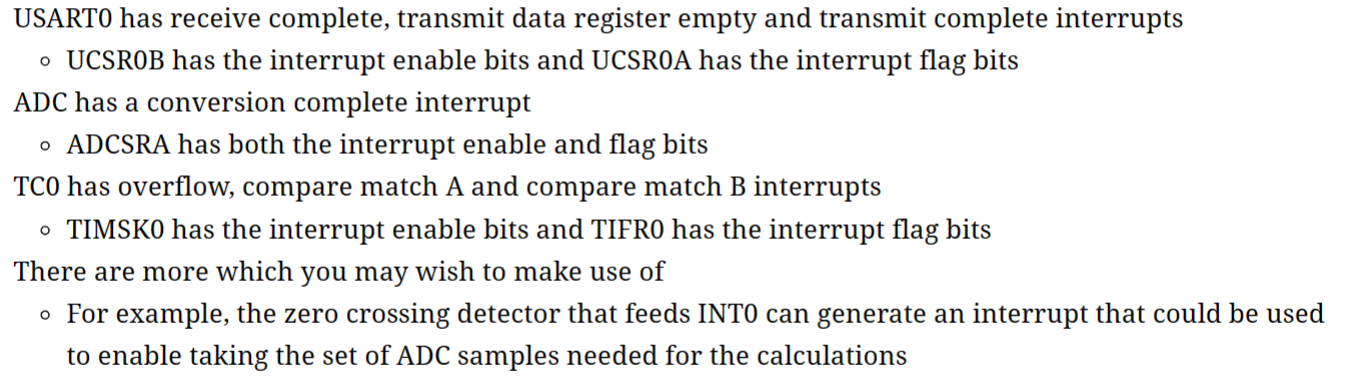 USART0 has receive complete, transmit data register empty and transmit complete interrupts
◦ UCSR0B has the interrupt enable bits and UCSR0A has the interrupt flag bits
ADC has a conversion complete interrupt
◦ ADCSRA has both the interrupt enable and flag bits
TC0 has overflow, compare match A and compare match B interrupts
◦ TIMSK0 has the interrupt enable bits and TIFR0 has the interrupt flag bits
There are more which you may wish to make use of
◦ For example, the zero crossing detector that feeds INT0 can generate an interrupt that could be used
to enable taking the set of ADC samples needed for the calculations